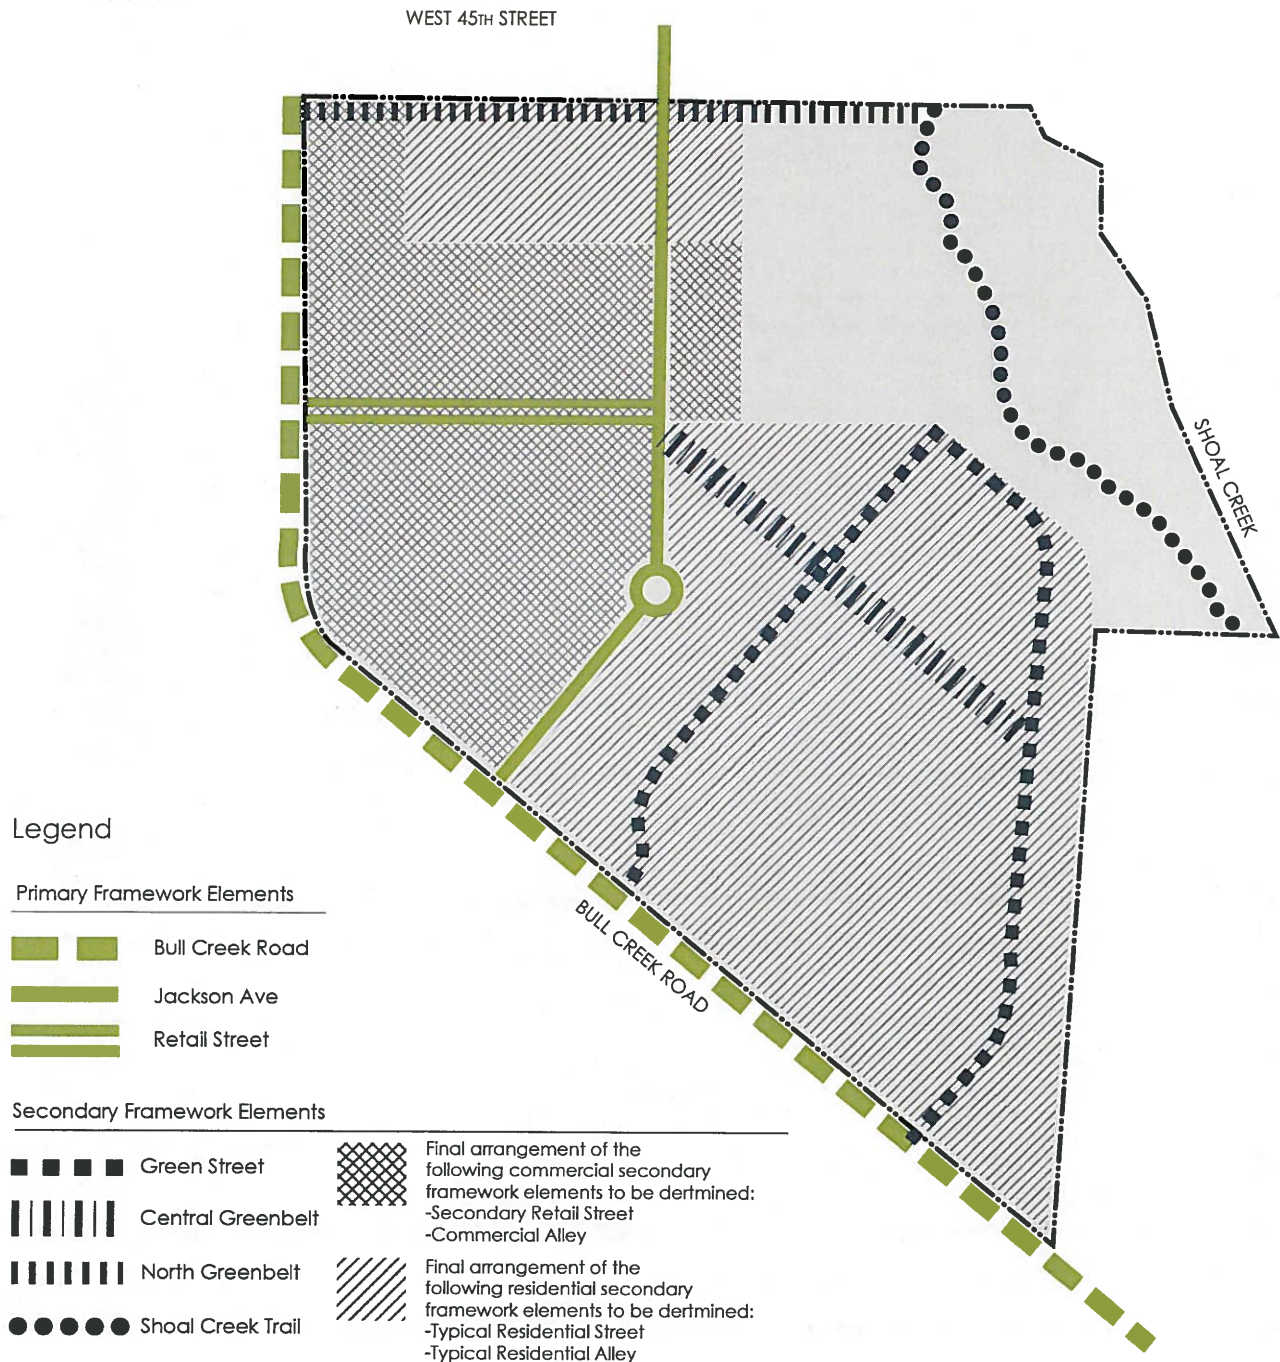 WEST 45TH STREET
SHOAL CREEK
BULL CREEK ROAD
Legend
Primary Framework Elements
Bull Creek Road
Jackson Ave
Retail Street
Secondary Framework Elements
Green Street
Central Greenbelt
North Greenbelt
Shoal Creek Trail
Final arrangement of the
following commercial secondary
framework elements to be dertmined:
-Secondary Retail Street
-Commercial Alley
Final arrangement of the
following residential secondary
framework elements to be dertmined:
-Typical Residential Street
-Typical Residential Alley